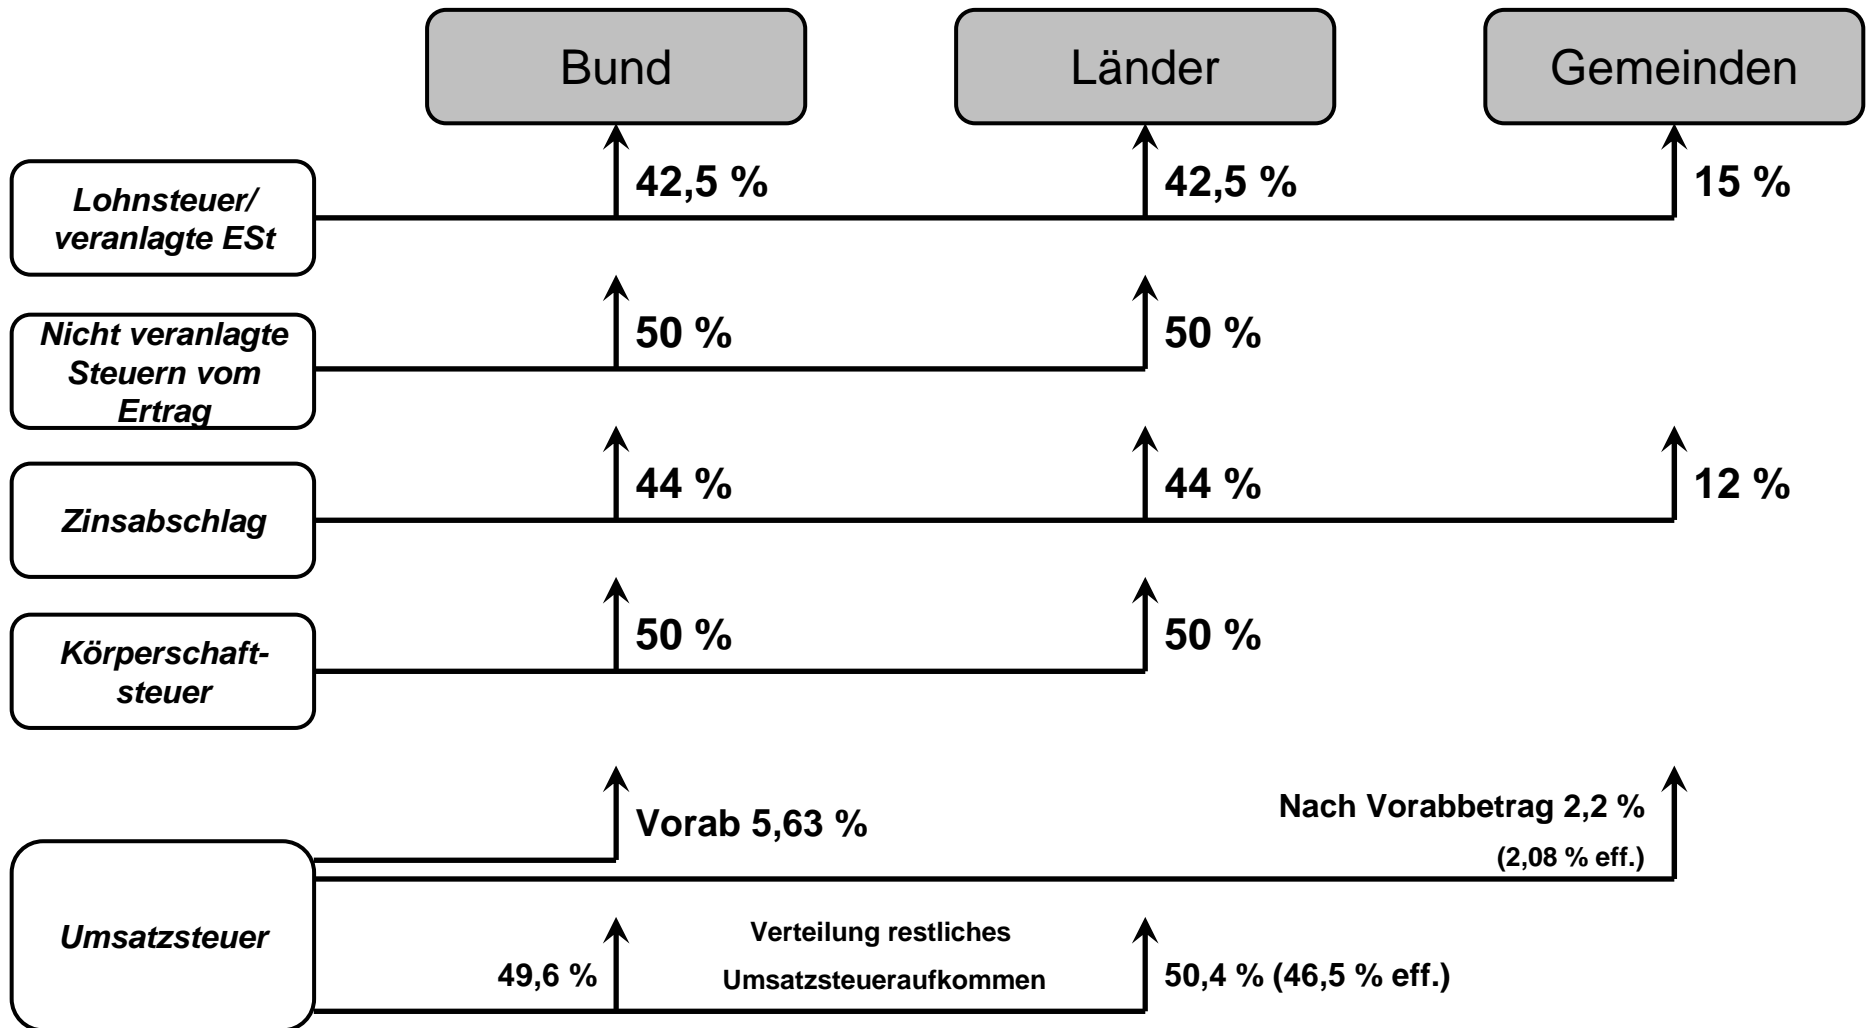 Bund
Länder
Gemeinden
Lohnsteuer/
veranlagte ESt
42,5 %
42,5 %
15 %
Nicht veranlagte
Steuern vom
Ertrag
50 %
50 %
Zinsabschlag
44 %
44 %
12 %
Körperschaft-
steuer
50 %
50 %
Umsatzsteuer
Vorab 5,63 %
Nach Vorabbetrag 2,2 %
(2,08 % eff.)
49,6 %
Verteilung restliches
Umsatzsteueraufkommen
50,4 % (46,5 % eff.)